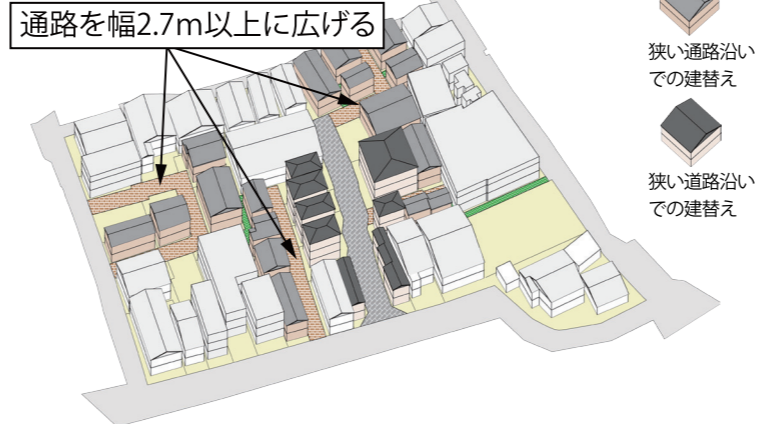 通路を幅2.7m以上に広げる
狭い通路沿い
での建替え
狭い道路沿い
での建替え